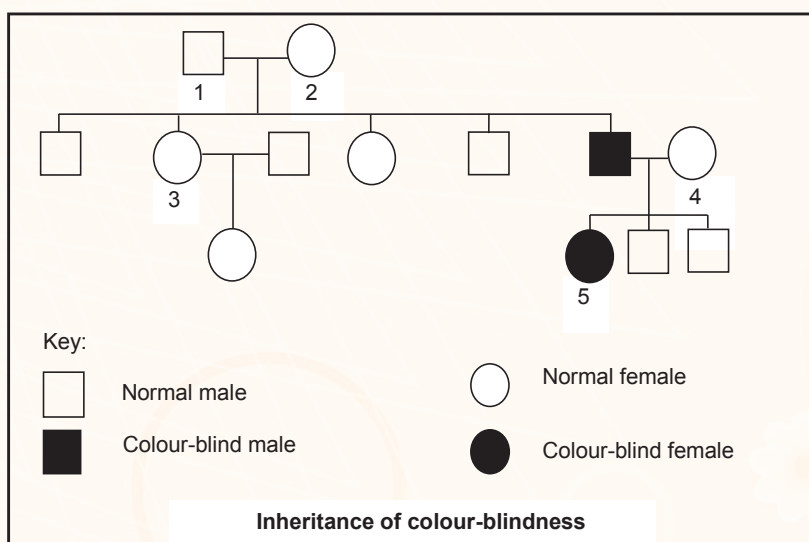 1
2
3
4
5
Key:
Normal male
Normal female
Colour-blind male
Colour-blind female
Inheritance of colour-blindness